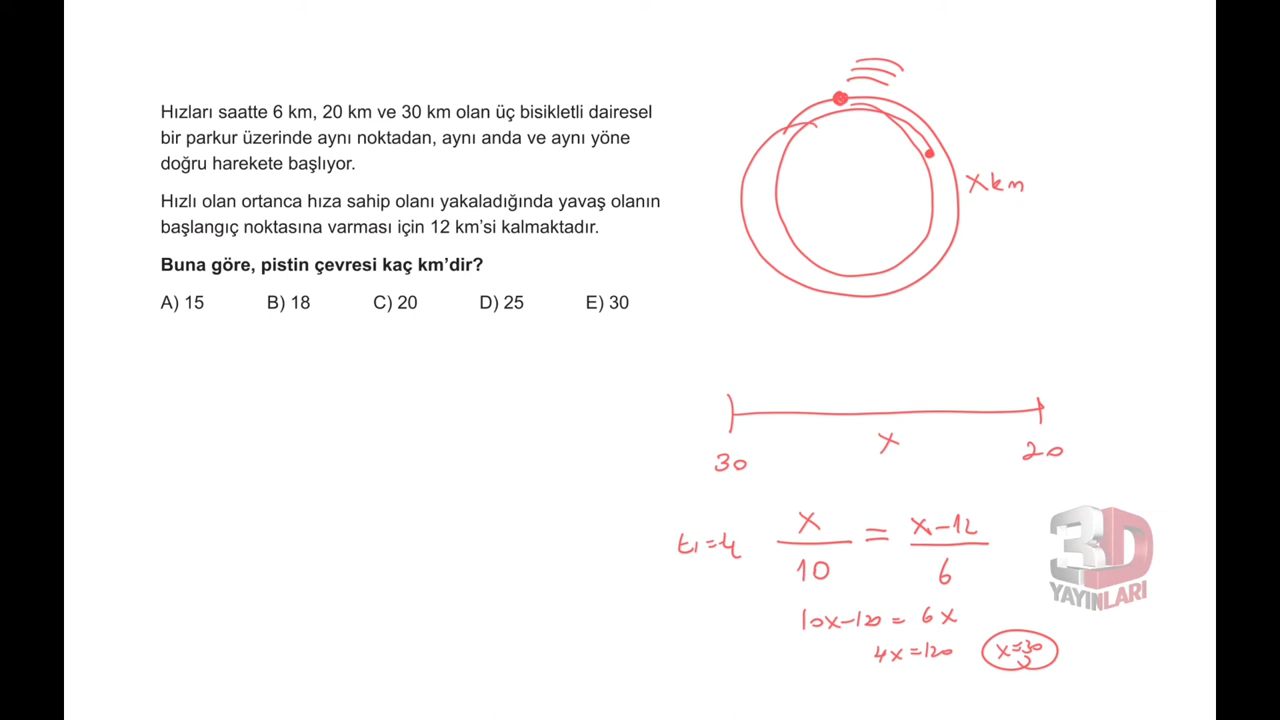 Hızları saatte 6 km, 20 km ve 30 km olan üç bisikletli dairesel
bir parkur üzerinde aynı noktadan, aynı anda ve aynı yöne
doğru harekete başlıyor.
Hızlı olan ortanca hıza sahip olanı yakaladığında yavaş olanın
başlangıç noktasına varması için 12 km'si kalmaktadır.
Buna göre, pistin çevresi kaç km'dir?
A) 15 B) 18 C) 20 D) 25 E) 30
x km
x
30 20
x = x-12
10 6
10x-120 = 6x
4x=120 x=30
3D
YAYINLARI